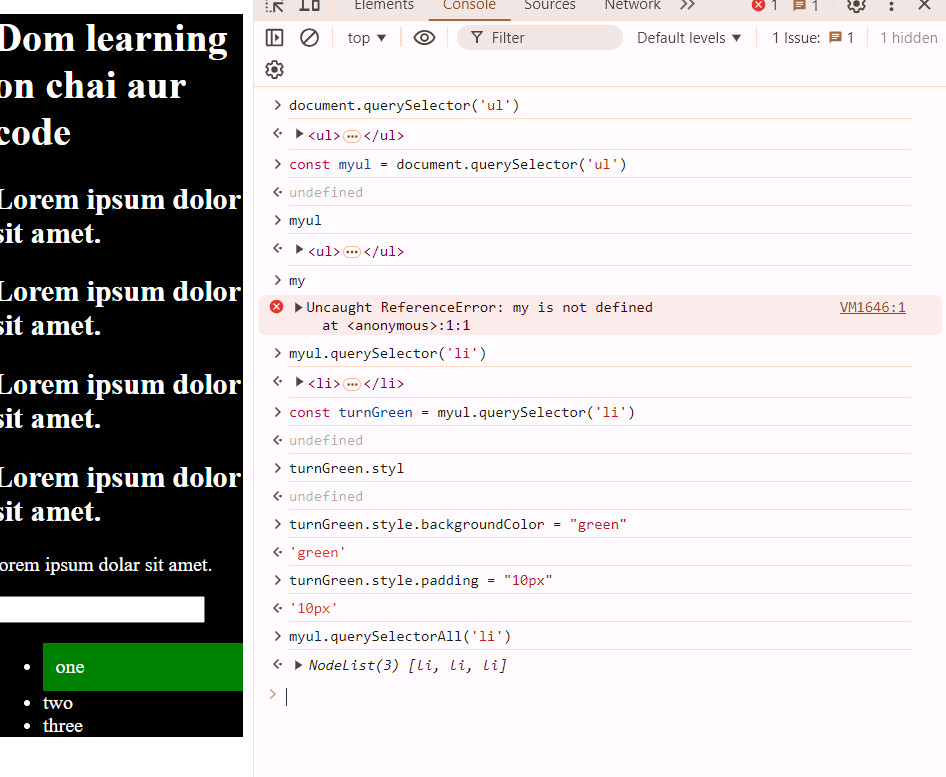 Dom learning
on chai aur
code
Lorem ipsum dolor
sit amet.
Lorem ipsum dolor
sit amet.
Lorem ipsum dolor
sit amet.
Lorem ipsum dolor
sit amet.
orem ipsum dolar sit amet.
one
two
three
Elements Console Sources Network 1 1
top Filter Default levels 1 Issue: 1 1 hidden
document.querySelector('ul')
<ul>…</ul>
const myul = document.querySelector('ul')
undefined
myul
<ul>…</ul>
my
Uncaught ReferenceError: my is not defined VM1646:1
at <anonymous>:1:1
myul.querySelector('li')
<li>…</li>
const turnGreen = myul.querySelector('li')
undefined
turnGreen.styl
undefined
turnGreen.style.backgroundColor = "green"
'green'
turnGreen.style.padding = "10px"
'10px'
myul.querySelectorAll('li')
NodeList(3) [li, li, li]